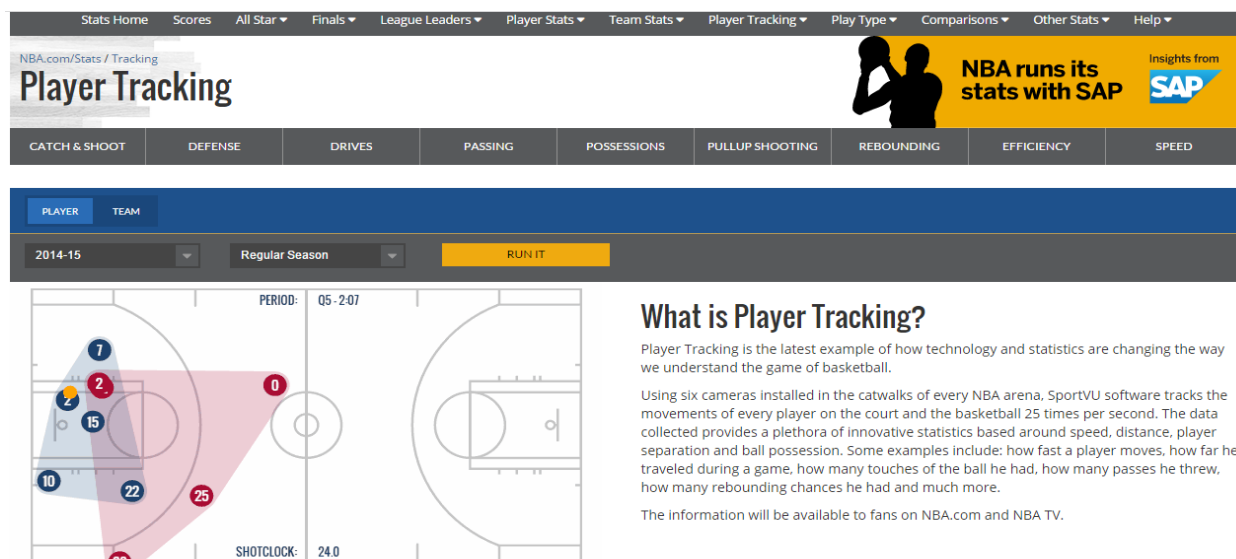 Stats Home Scores All Star Finals League Leaders Player Stats Team Stats Player Tracking Play Type Comparisons Other Stats Help
NBA.com/Stats / Tracking
Player Tracking
NBA runs its
stats with SAP
Insights from
SAP
CATCH & SHOOT DEFENSE DRIVES PASSING POSSESSIONS PULLUP SHOOTING REBOUNDING EFFICIENCY SPEED
PLAYER TEAM
2014-15 Regular Season RUN IT
PERIOD: Q5 - 2:07
7
2
0
2
15
10
22
25
SHOTCLOCK: 24.0
What is Player Tracking?
Player Tracking is the latest example of how technology and statistics are changing the way
we understand the game of basketball.
Using six cameras installed in the catwalks of every NBA arena, SportVU software tracks the
movements of every player on the court and the basketball 25 times per second. The data
collected provides a plethora of innovative statistics based around speed, distance, player
separation and ball possession. Some examples include: how fast a player moves, how far he
traveled during a game, how many touches of the ball he had, how many passes he threw,
how many rebounding chances he had and much more.
The information will be available to fans on NBA.com and NBA TV.